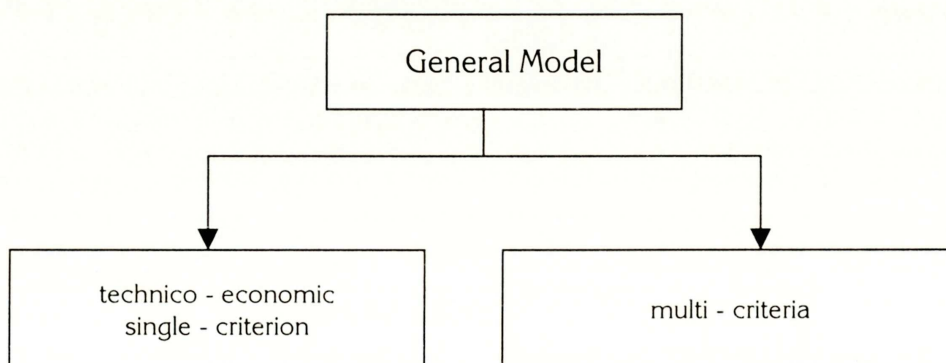 General Model
technico - economic
single - criterion
multi - criteria